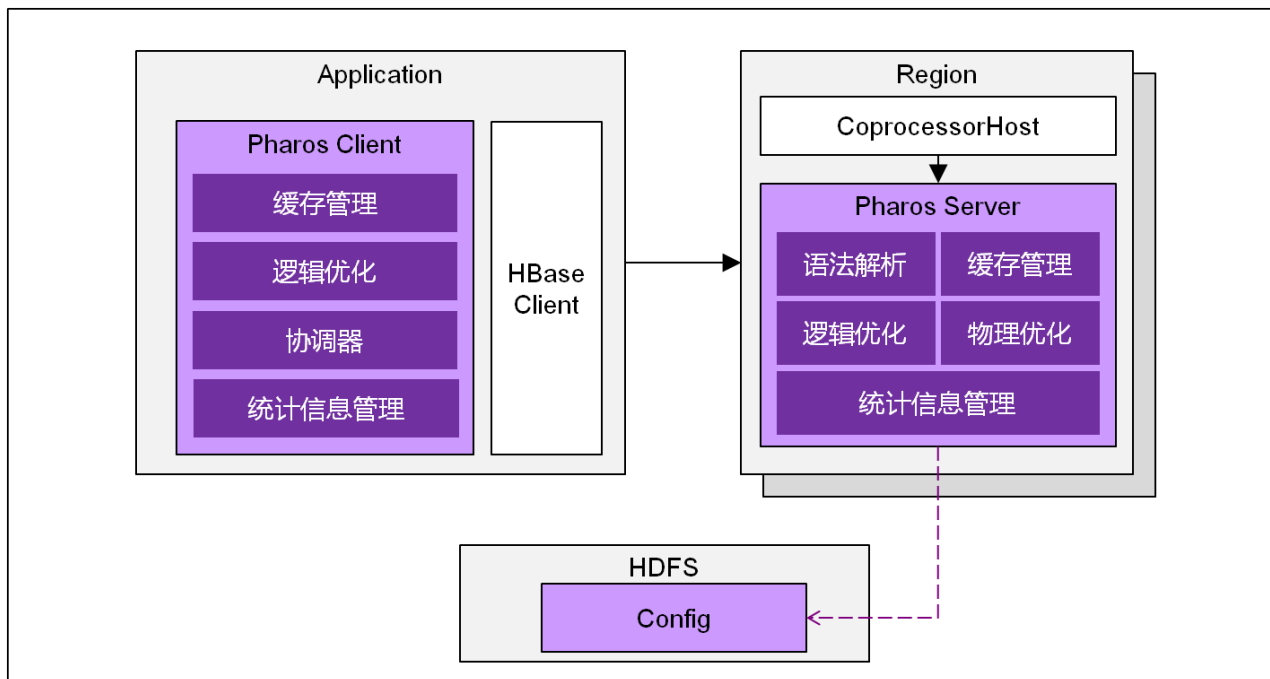 Application
Pharos Client
缓存管理
逻辑优化
协调器
统计信息管理
HBase
Client
Region
CoprocessorHost
Pharos Server
语法解析
缓存管理
逻辑优化
物理优化
统计信息管理
HDFS
Config